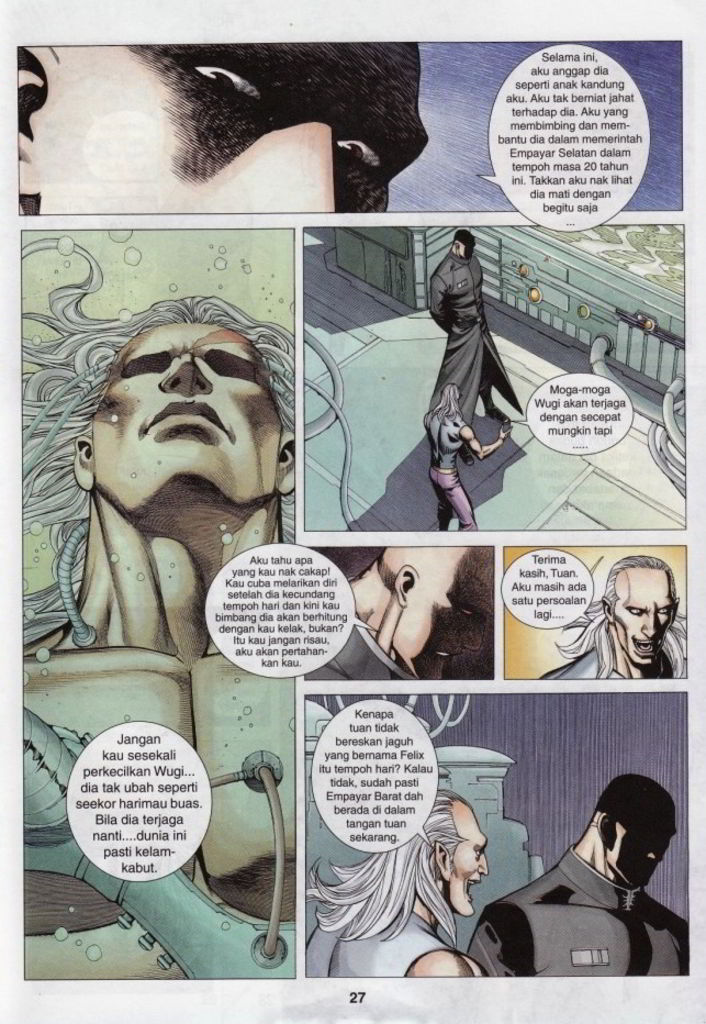 Selama ini,
aku anggap dia
seperti anak kandung
aku. Aku tak berniat jahat
terhadap dia. Aku yang
membimbing dan mem-
bantu dia dalam memerintah
Empayar Selatan dalam
tempoh masa 20 tahun
ini. Takkan aku nak lihat
dia mati dengan
begitu saja
...
Moga-moga
Wugi akan terjaga
dengan secepat
mungkin tapi
.....
Aku tahu apa
yang kau nak cakap!
Kau cuba melarikan diri
setelah dia kecundang
tempoh hari dan kini kau
bimbang dia akan berhitung
dengan kau kelak, bukan?
Itu kau jangan risau,
aku akan pertahan-
kan kau.
Terima
kasih, Tuan.
Aku masih ada
satu persoalan
lagi....
Jangan
kau sesekali
perkecilkan Wugi...
dia tak ubah seperti
seekor harimau buas.
Bila dia terjaga
nanti....dunia ini
pasti kelam-
kabut.
Kenapa
tuan tidak
bereskan jaguh
yang bernama Felix
itu tempoh hari? Kalau
tidak, sudah pasti
Empayar Barat dah
berada di dalam
tangan tuan
sekarang.
27